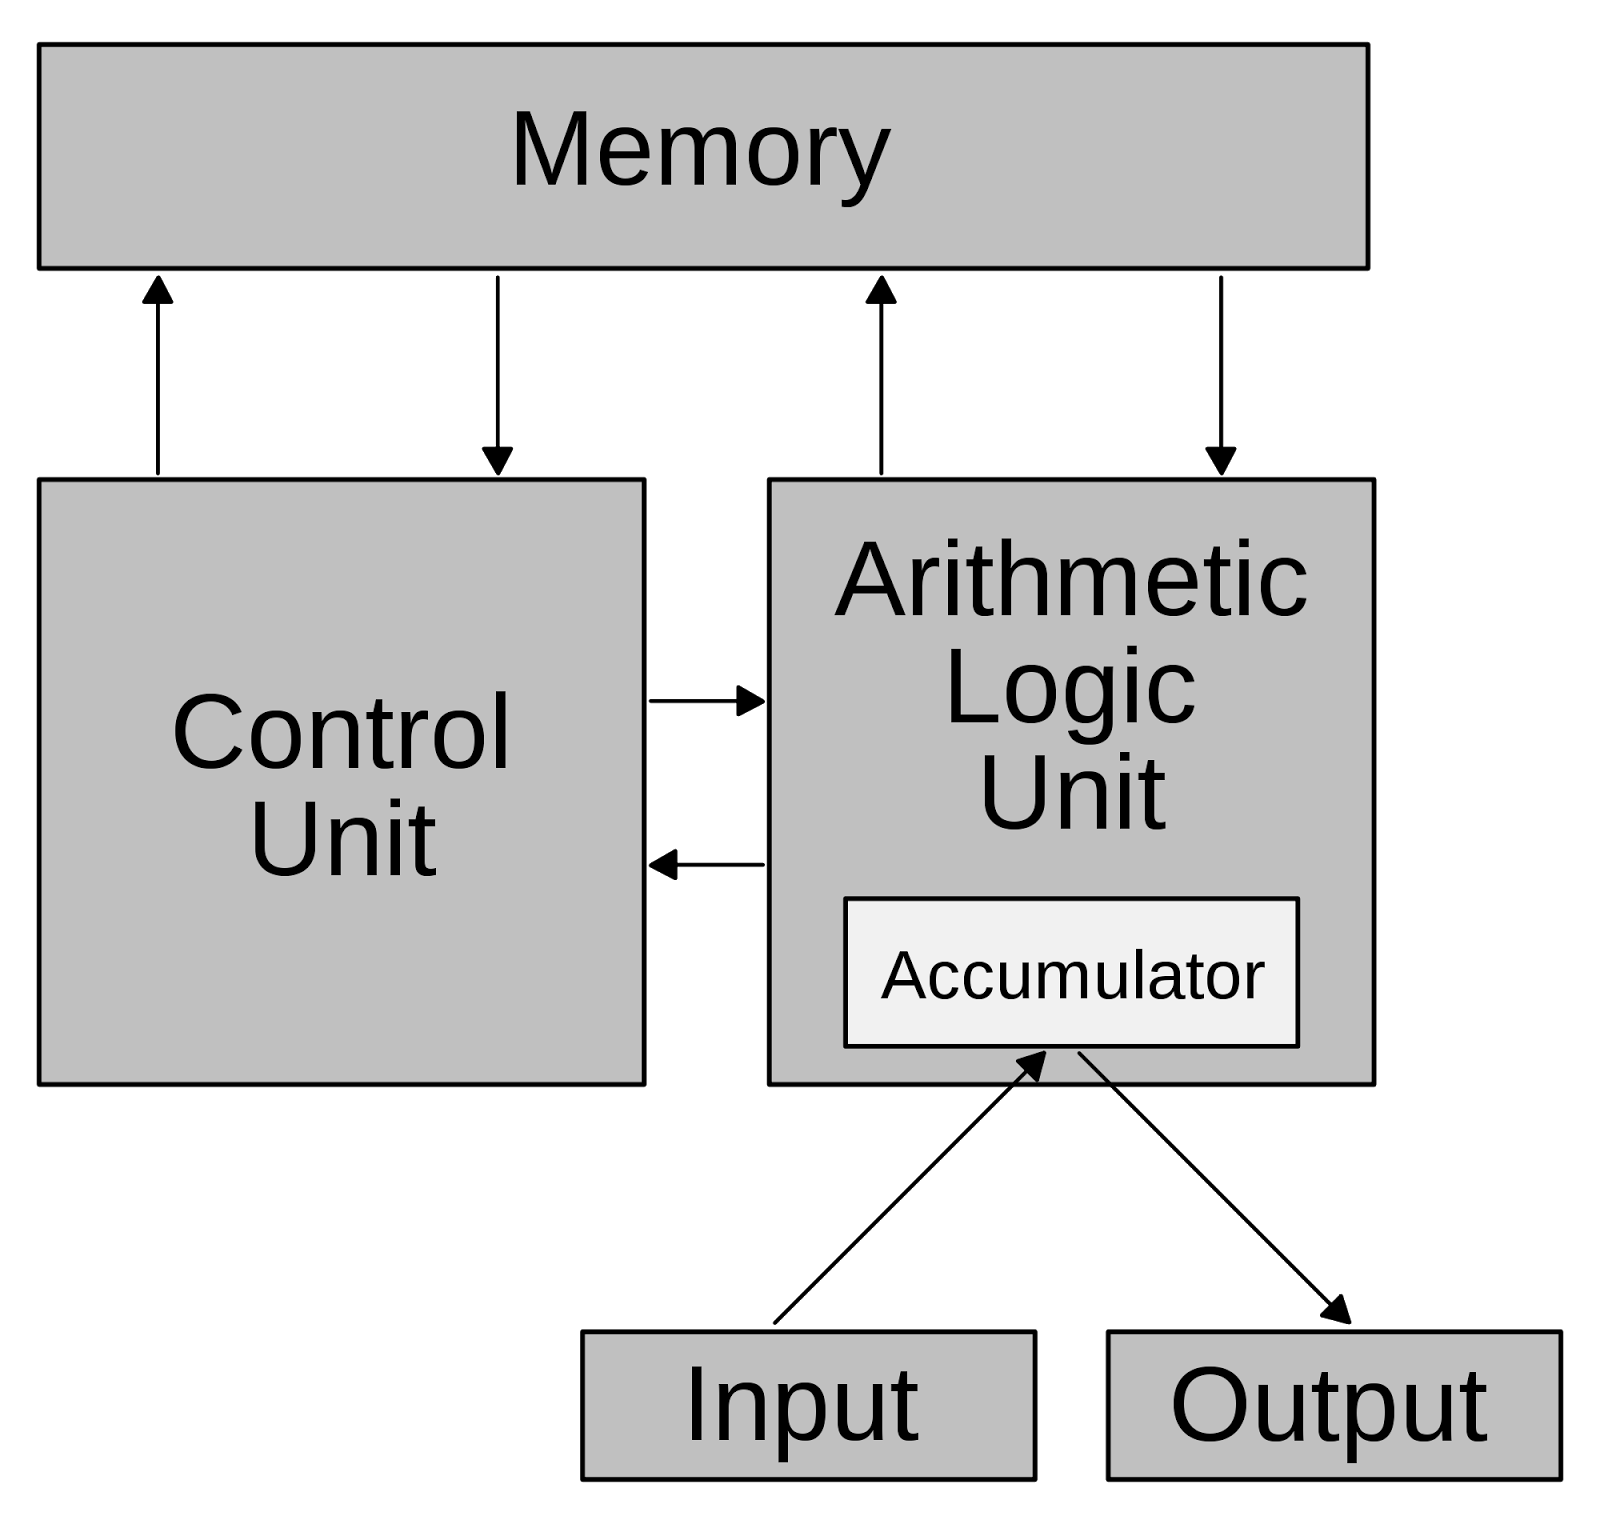 Memory
Control
Unit
Arithmetic
Logic
Unit
Accumulator
Input
Output